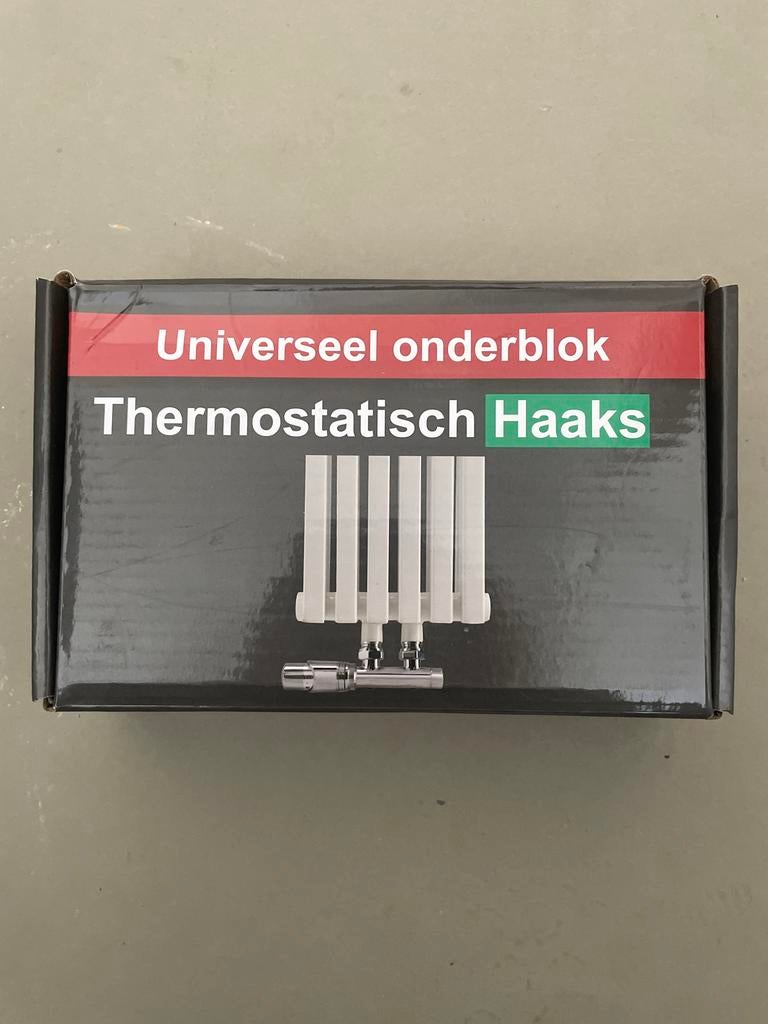 Universeel onderblok
Thermostatisch Haaks